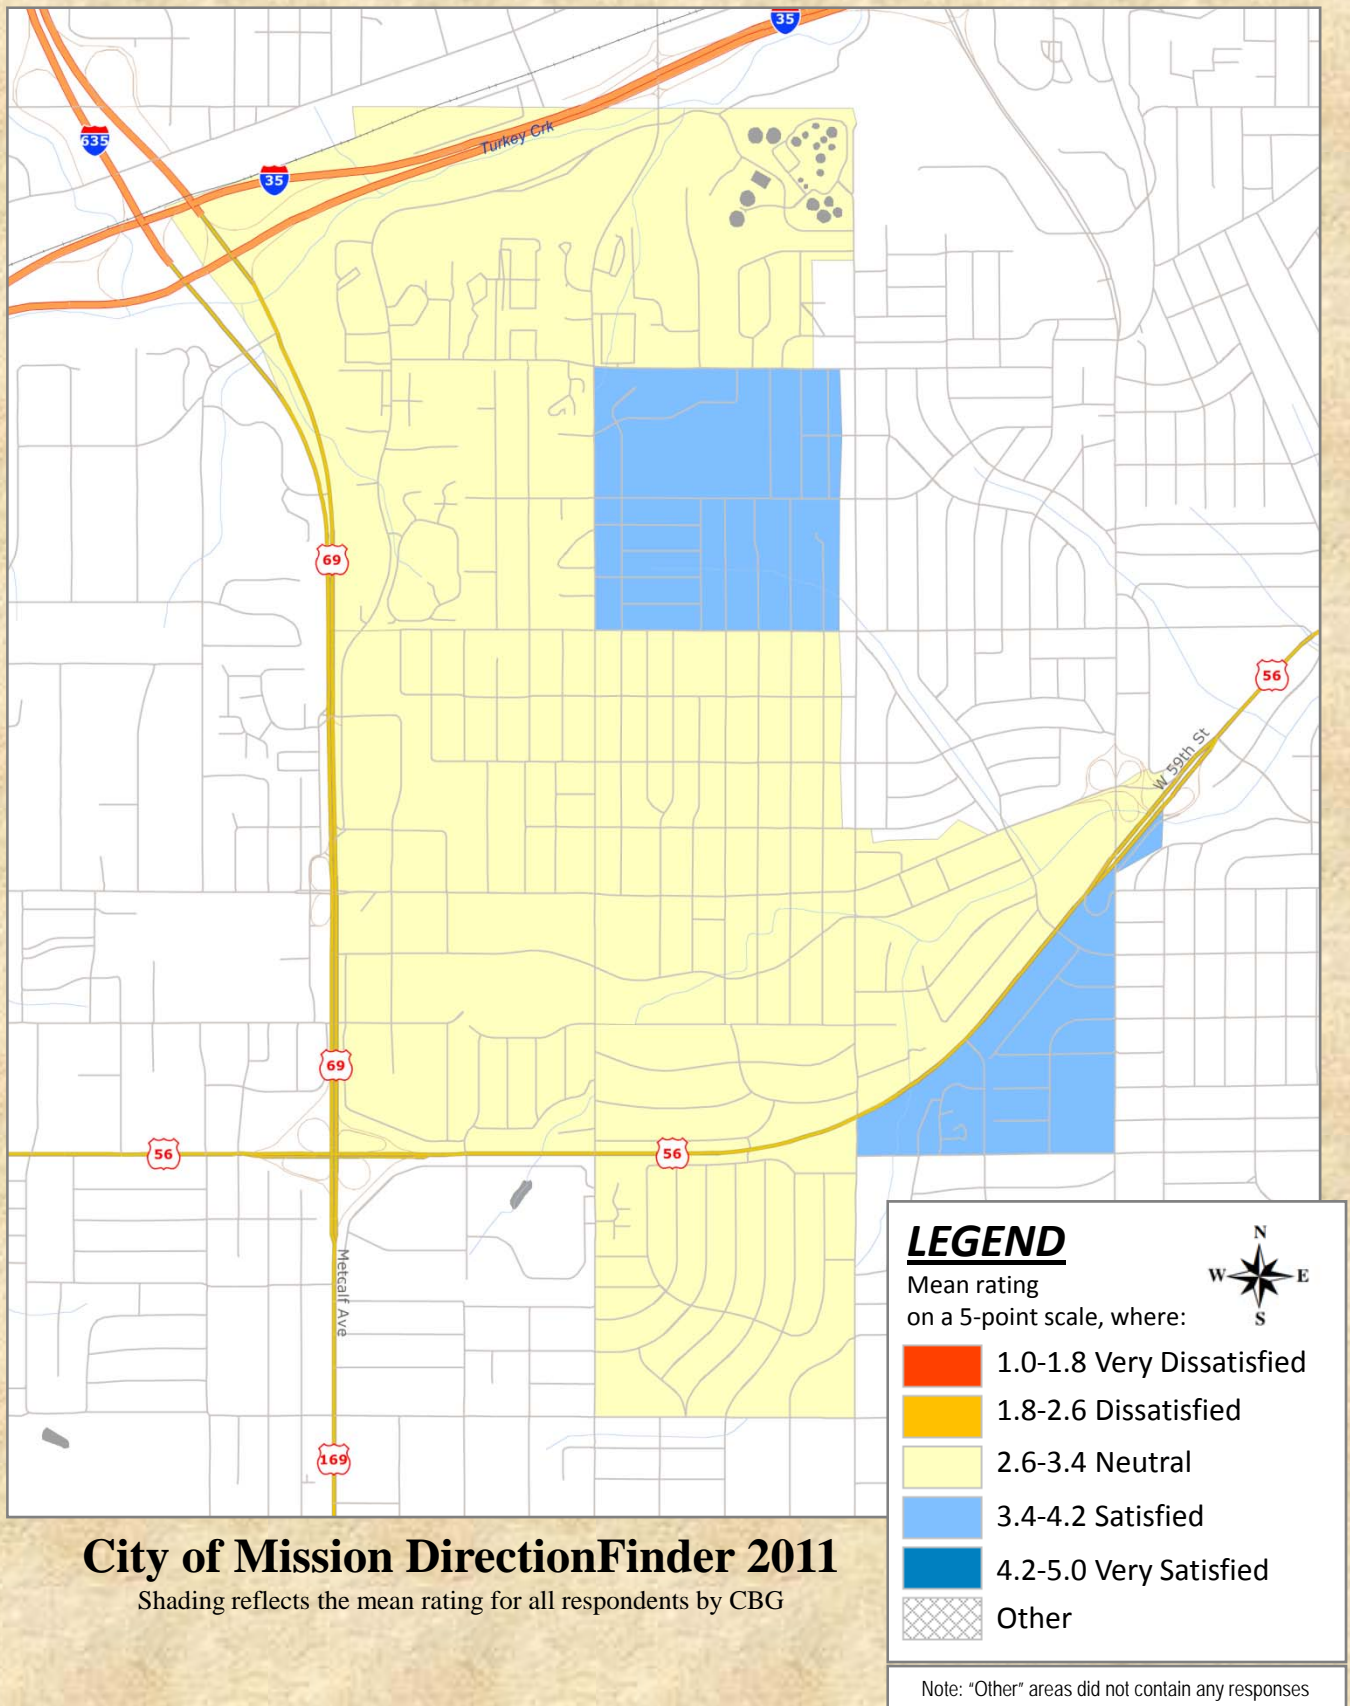 35
635
35
Turkey Crk
69
56
W 59th St
69
56
56
Metcalf Ave
169
LEGEND
N
W E
S
Mean rating
on a 5-point scale, where:
1.0-1.8 Very Dissatisfied
1.8-2.6 Dissatisfied
2.6-3.4 Neutral
3.4-4.2 Satisfied
4.2-5.0 Very Satisfied
Other
City of Mission DirectionFinder 2011
Shading reflects the mean rating for all respondents by CBG
Note: "Other" areas did not contain any responses